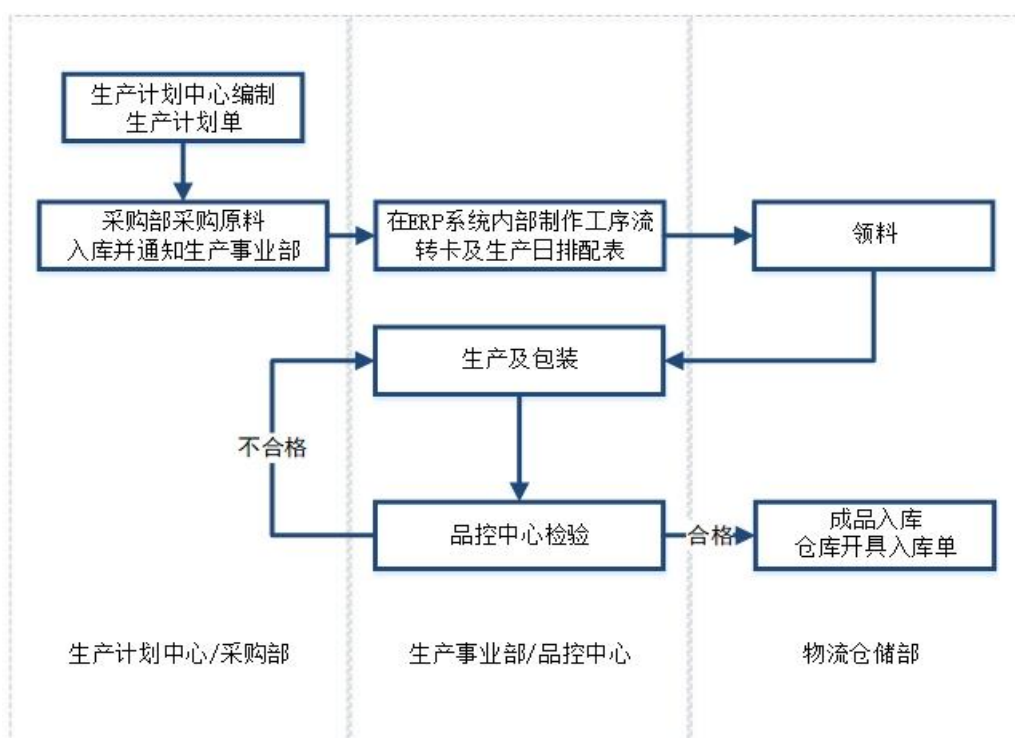 生产计划中心编制
生产计划单
采购部采购原料
入库并通知生产事业部
在ERP系统内部制作工序流
转卡及生产日排配表
领料
生产及包装
不合格
品控中心检验
合格
成品入库
仓库开具入库单
生产计划中心/采购部
生产事业部/品控中心
物流仓储部